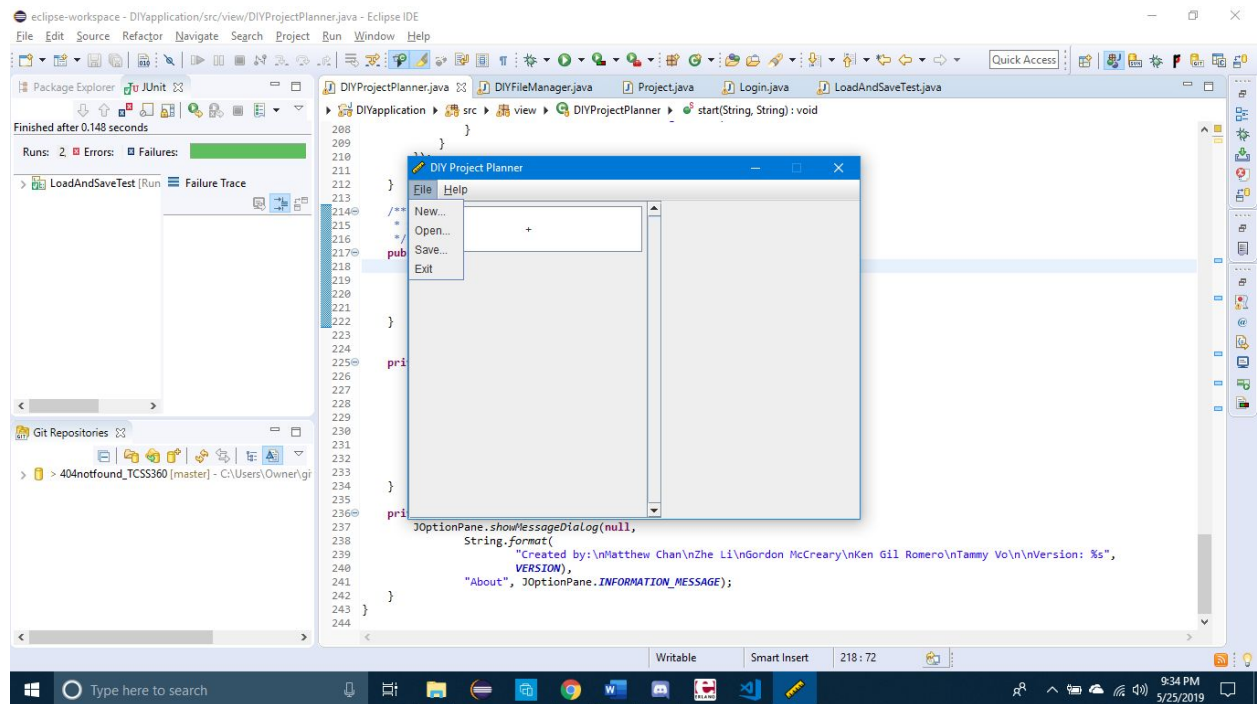 eclipse-workspace - DIYapplication/src/view/DIYProjectPlanner.java - Eclipse IDE
File Edit Source Refactor Navigate Search Project Run Window Help
Quick Access
Package Explorer JUnit
Finished after 0.148 seconds
Runs: 2 Errors: Failures:
LoadAndSaveTest [Run
Failure Trace
Git Repositories
> 404notfound_TCSS360 [master] - C:\Users\Owner\gi
DIYProjectPlanner.java DIYFileManager.java Project.java Login.java LoadAndSaveTest.java
DIYapplication src view DIYProjectPlanner start(String, String) : void
208 }
209 }
210
211
212 }
213
214 /**
215 *
216 */
217 pub
218
219
220
221
222 }
223
224
225 pri
226
227
228
229
230
231
232
233
234 }
235
236 pri
237 JOptionPane.showMessageDialog(null,
238 String.format(
239 "Created by:\nMatthew Chan\nZhe Li\nGordon McCreary\nKen Gil Romero\nTammy Vo\n\nVersion: %s",
240 VERSION),
241 "About", JOptionPane.INFORMATION_MESSAGE);
242 }
243 }
244
DIY Project Planner
File Help
New...
Open...
Save...
Exit
+
Writable Smart Insert 218 : 72
Type here to search
9:34 PM
5/25/2019